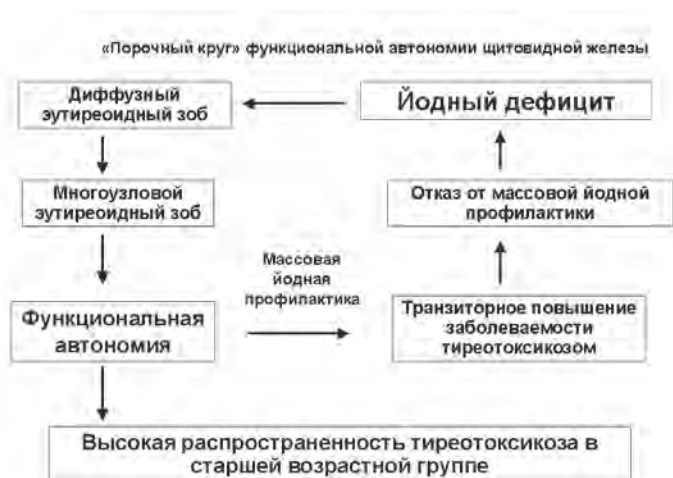 «Порочный круг» функциональной автономии щитовидной железы
Диффузный
эутиреоидный зоб
Йодный дефицит
Многоузловой
эутиреоидный зоб
Отказ от массовой йодной
профилактики
Массовая
йодная
профилактика
Функциональная
автономия
Транзиторное повышение
заболеваемости
тиреотоксикозом
Высокая распространенность тиреотоксикоза в
старшей возрастной группе